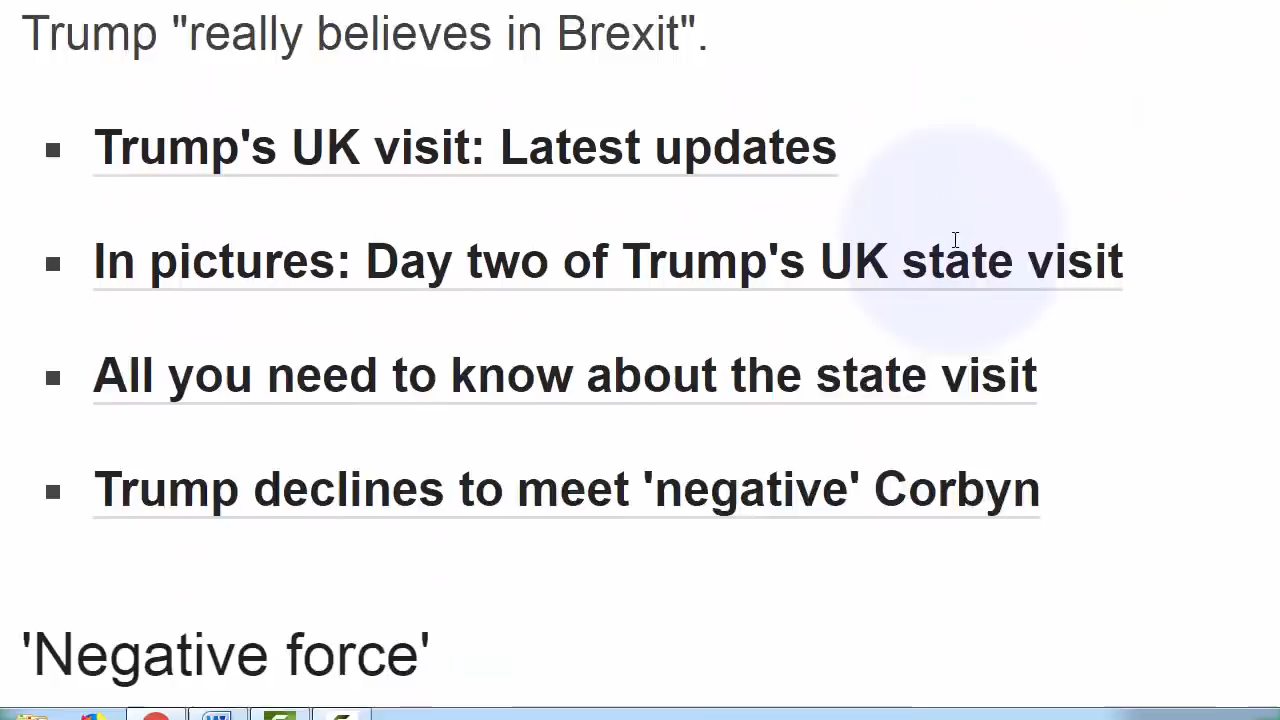 Trump "really believes in Brexit".
Trump's UK visit: Latest updates
In pictures: Day two of Trump's UK state visit
All you need to know about the state visit
Trump declines to meet 'negative' Corbyn
'Negative force'